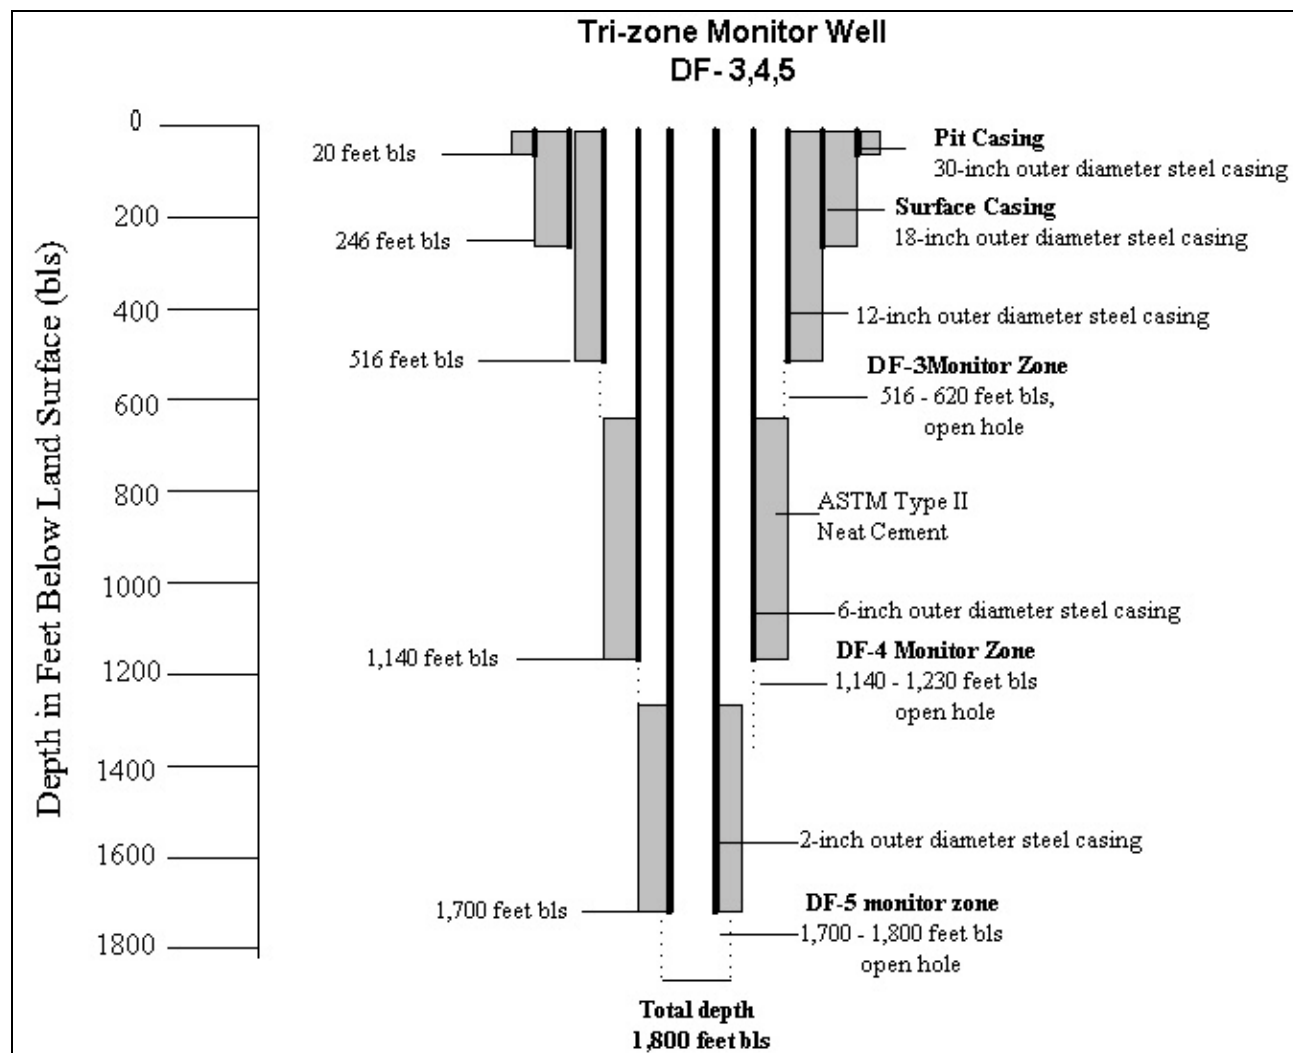 Tri-zone Monitor Well
DF- 3,4,5
Depth in Feet Below Land Surface (bls)
0
200
400
600
800
1000
1200
1400
1600
1800
20 feet bls
246 feet bls
516 feet bls
1,140 feet bls
1,700 feet bls
Pit Casing
30-inch outer diameter steel casing
Surface Casing
18-inch outer diameter steel casing
12-inch outer diameter steel casing
DF-3Monitor Zone
516 - 620 feet bls,
open hole
ASTM Type II
Neat Cement
6-inch outer diameter steel casing
DF-4 Monitor Zone
1,140 - 1,230 feet bls
open hole
2-inch outer diameter steel casing
DF-5 monitor zone
1,700 - 1,800 feet bls
open hole
Total depth
1,800 feet bls